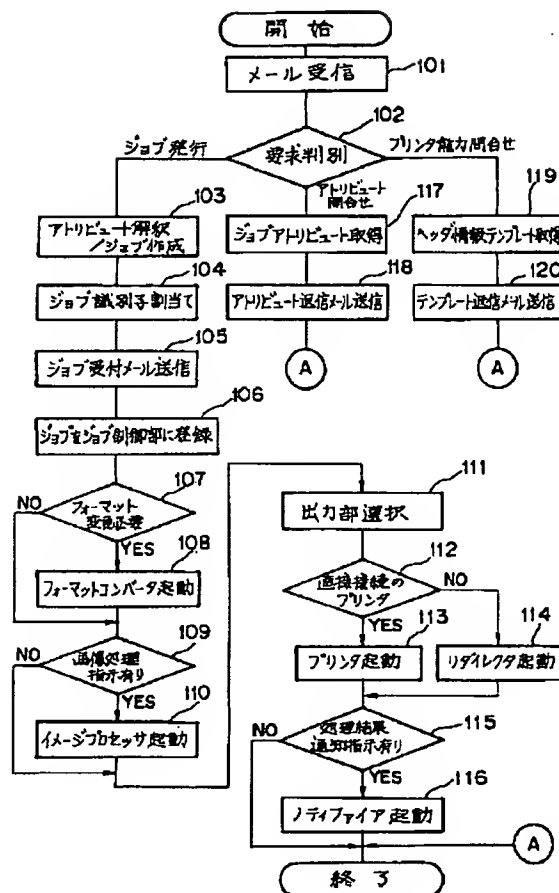 開始
メール受信
101
102
要求判別
ジョブ発行
プリンタ能力問合せ
アトリビュート
問合せ
103
アトリビュート解釈
/ジョブ作成
117
ジョブアトリビュート取得
119
ヘッダ情報テンプレート取得
104
ジョブ識別子割当て
118
アトリビュート返信メール送信
120
テンプレート返信メール送信
A
A
105
ジョブ受付メール送信
106
ジョブをジョブ制御部に登録
107
フォーマット
変更必要
NO
YES
108
フォーマットコンバータ起動
109
画像処理
指示有り
NO
YES
110
イメージプロセッサ起動
111
出力部選択
112
直接接続の
プリンタ
NO
YES
113
プリンタ起動
114
リダイレクタ起動
115
処理結果
通知指示有り
NO
YES
116
ノティファイア起動
A
終了